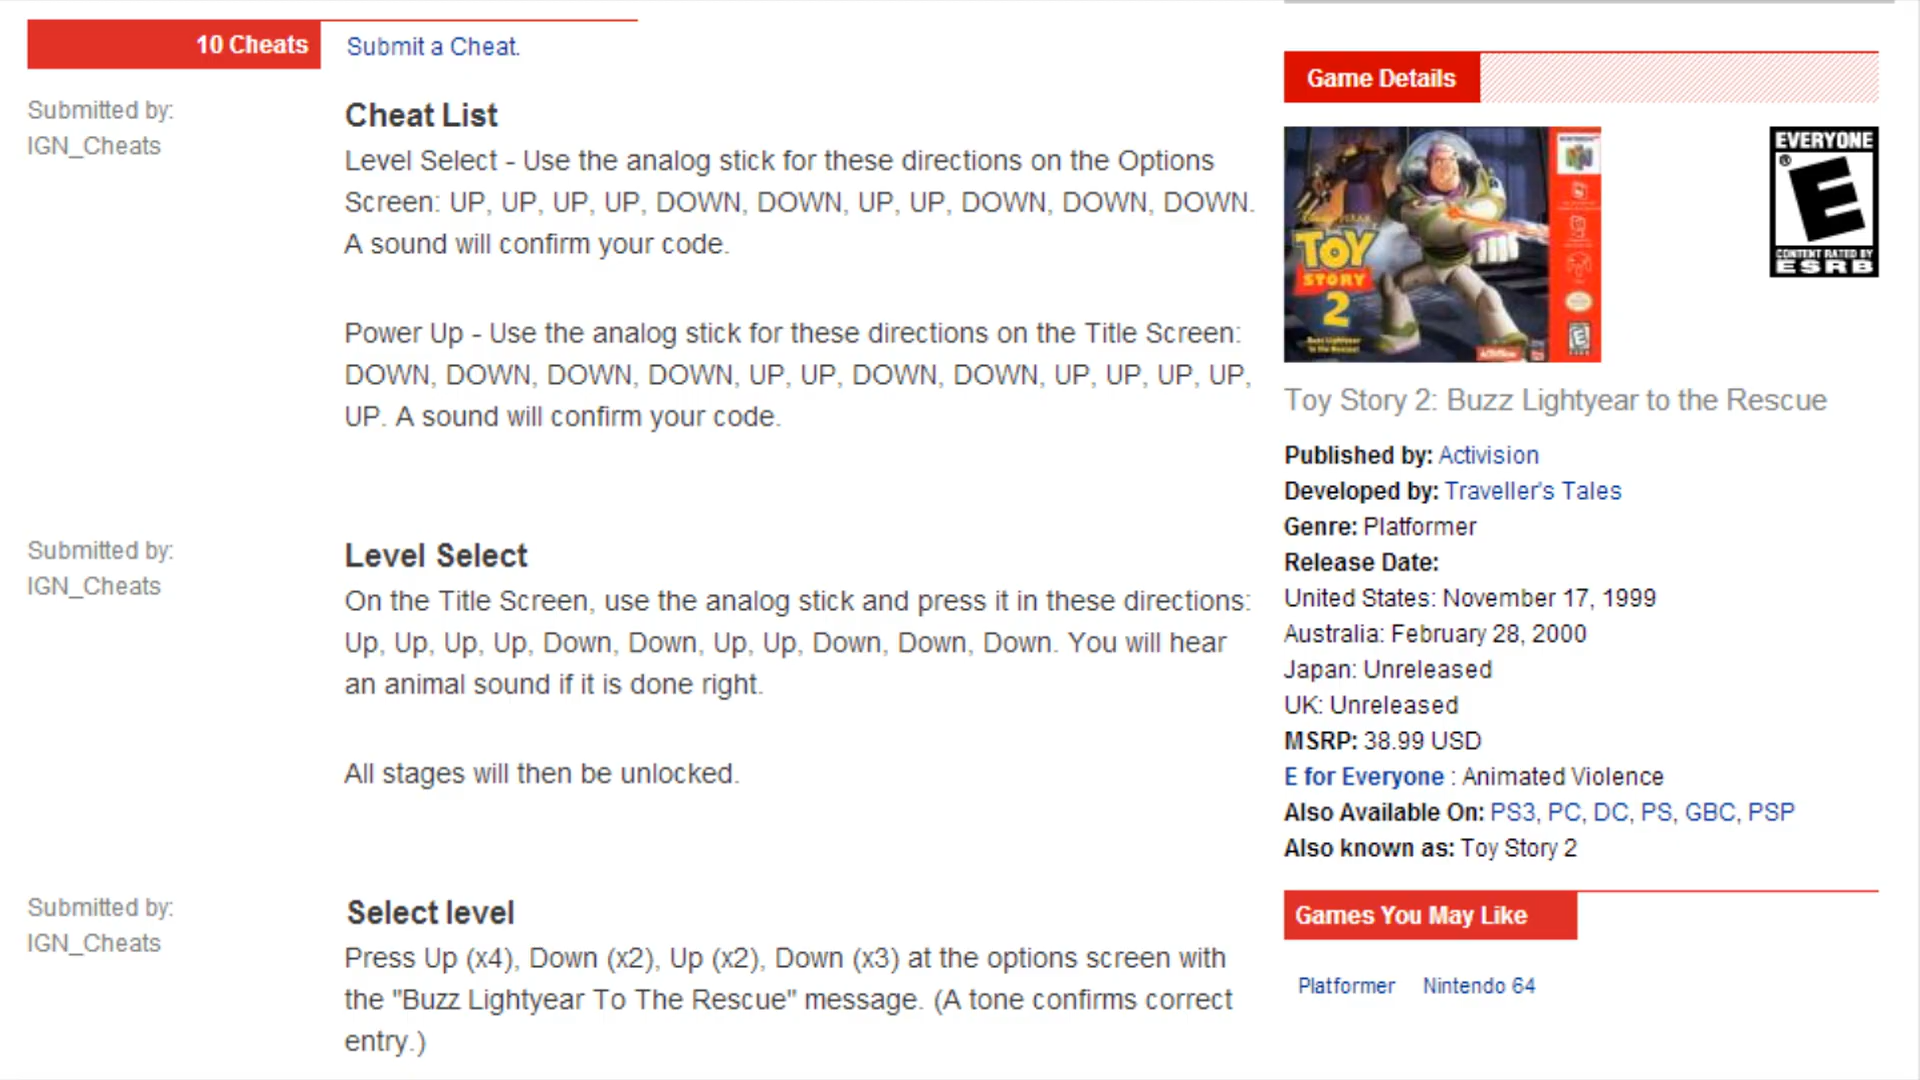 10 Cheats
Submit a Cheat.
Submitted by:
IGN_Cheats
Cheat List
Level Select - Use the analog stick for these directions on the Options
Screen: UP, UP, UP, UP, DOWN, DOWN, UP, UP, DOWN, DOWN, DOWN.
A sound will confirm your code.
Power Up - Use the analog stick for these directions on the Title Screen:
DOWN, DOWN, DOWN, DOWN, UP, UP, DOWN, DOWN, UP, UP, UP, UP,
UP. A sound will confirm your code.
Submitted by:
IGN_Cheats
Level Select
On the Title Screen, use the analog stick and press it in these directions:
Up, Up, Up, Up, Down, Down, Up, Up, Down, Down, Down. You will hear
an animal sound if it is done right.
All stages will then be unlocked.
Submitted by:
IGN_Cheats
Select level
Press Up (x4), Down (x2), Up (x2), Down (x3) at the options screen with
the "Buzz Lightyear To The Rescue" message. (A tone confirms correct
entry.)
Game Details
TOY
STORY
2
Buzz Lightyear
to the Rescue!
ACTIVISION
EVERYONE
E
CONTENT RATED BY
ESRB
Toy Story 2: Buzz Lightyear to the Rescue
Published by: Activision
Developed by: Traveller's Tales
Genre: Platformer
Release Date:
United States: November 17, 1999
Australia: February 28, 2000
Japan: Unreleased
UK: Unreleased
MSRP: 38.99 USD
E for Everyone : Animated Violence
Also Available On: PS3, PC, DC, PS, GBC, PSP
Also known as: Toy Story 2
Games You May Like
Platformer
Nintendo 64